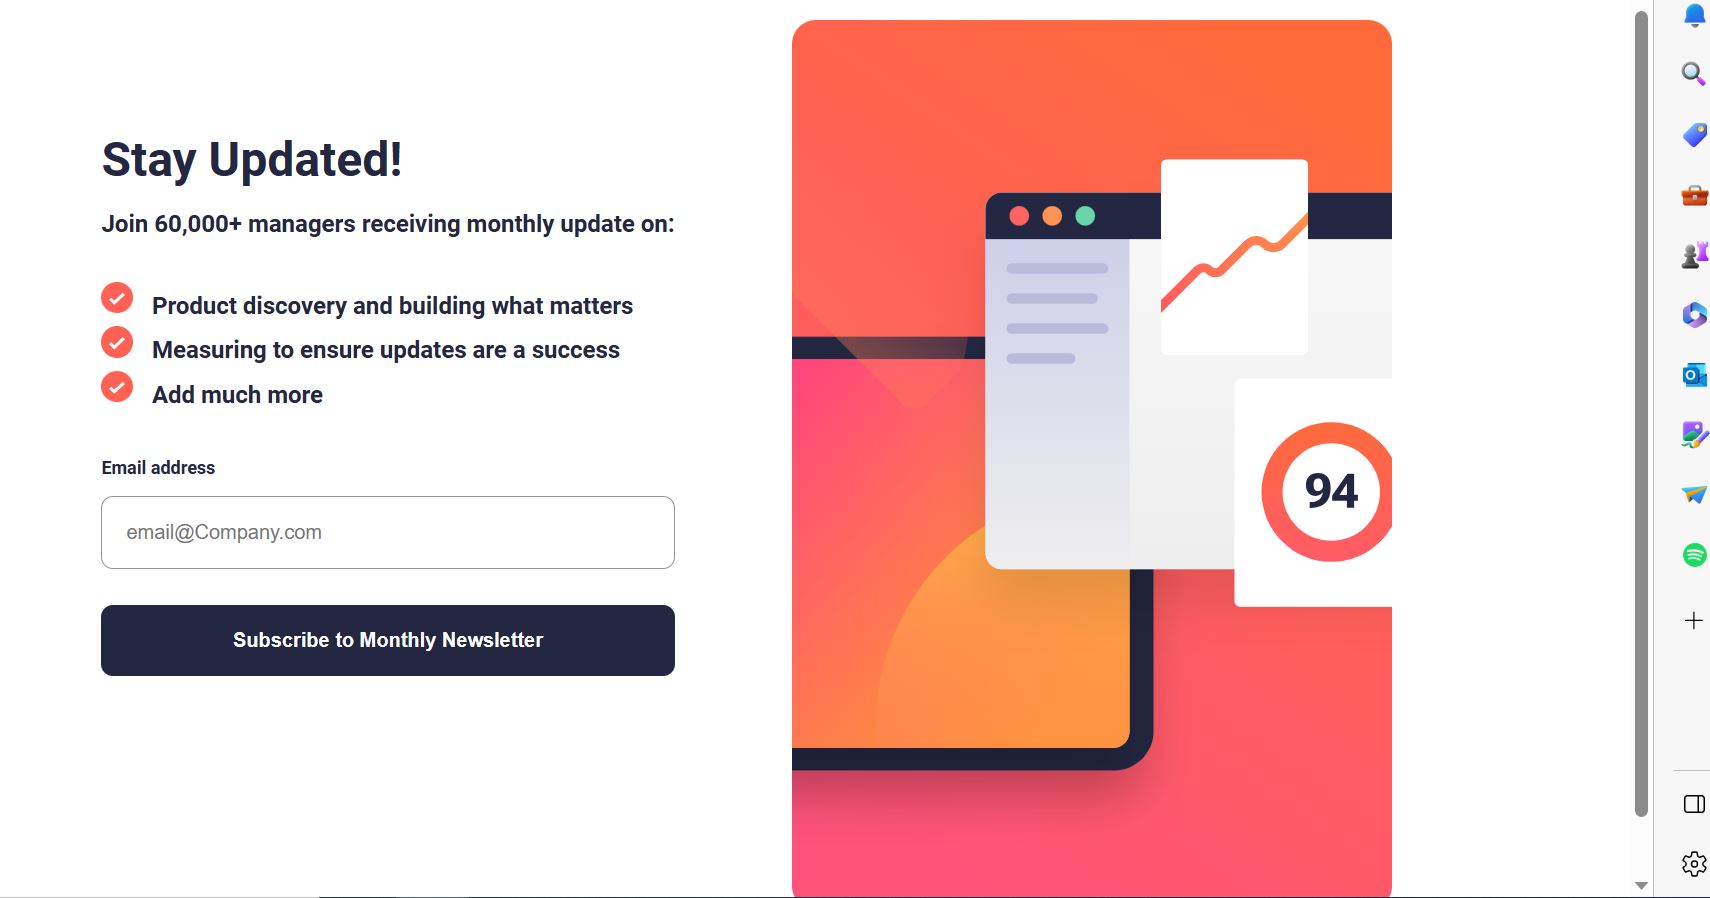 Stay Updated!
Join 60,000+ managers receiving monthly update on:
Product discovery and building what matters
Measuring to ensure updates are a success
Add much more
Email address
email@Company.com
Subscribe to Monthly Newsletter
94